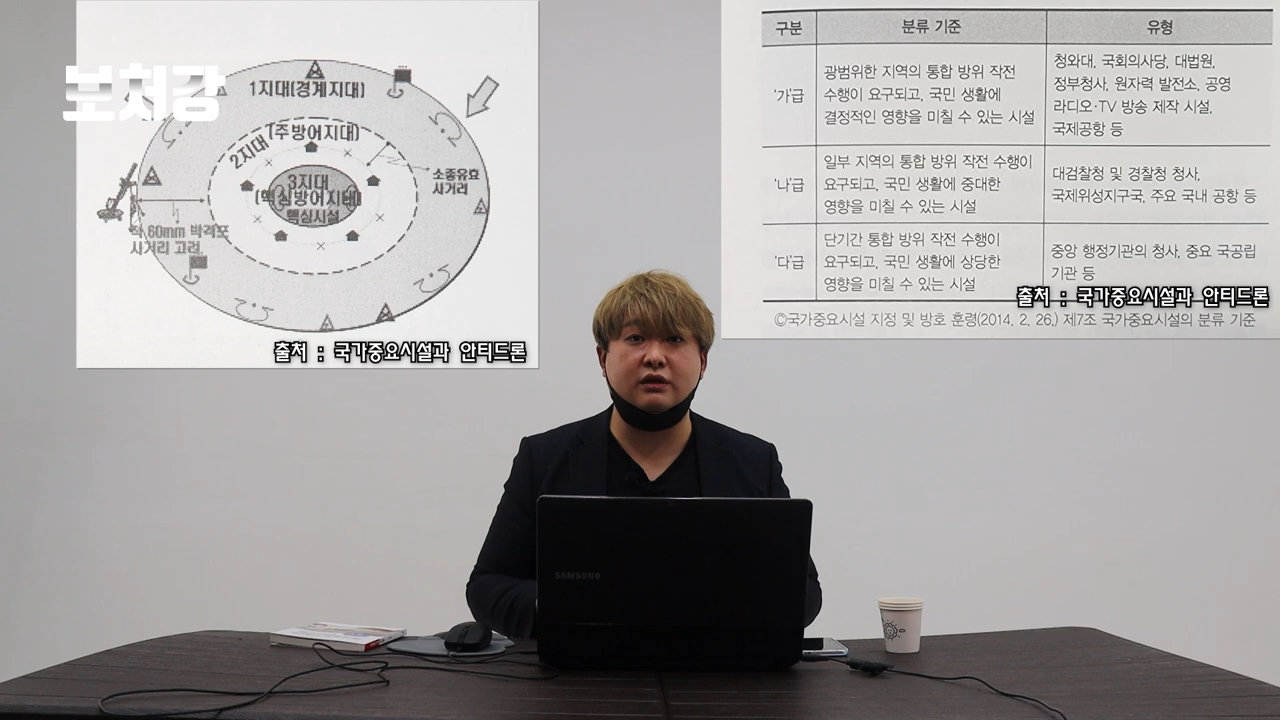 보처강
1지대(경계지대)
2지대
(주방어지대)
3지대
(핵심방어지대)
핵심시설
소총유효
사거리
적 60mm 박격포
사거리 고려
출처 : 국가중요시설과 안티드론
구분 분류 기준 유형
'가'급
광범위한 지역의 통합 방위 작전
수행이 요구되고, 국민 생활에
결정적인 영향을 미칠 수 있는 시설
청와대, 국회의사당, 대법원,
정부청사, 원자력 발전소, 공영
라디오·TV 방송 제작 시설,
국제공항 등
'나'급
일부 지역의 통합 방위 작전 수행이
요구되고, 국민 생활에 중대한
영향을 미칠 수 있는 시설
대검찰청 및 경찰청 청사,
국제위성지구국, 주요 국내 공항 등
'다'급
단기간 통합 방위 작전 수행이
요구되고, 국민 생활에 상당한
영향을 미칠 수 있는 시설
중앙 행정기관의 청사, 중요 국공립
기관 등
출처 : 국가중요시설과 안티드론
©국가중요시설 지정 및 방호 훈령(2014. 2. 26.) 제7조 국가중요시설의 분류 기준
SAMSUNG